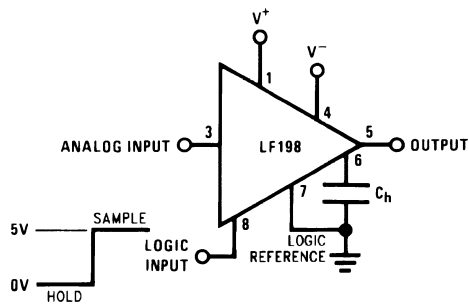 V+
V−
1
4
3
ANALOG INPUT
LF198
5
OUTPUT
6
7
Ch
8
SAMPLE
5V
LOGIC
INPUT
LOGIC
REFERENCE
0V
HOLD